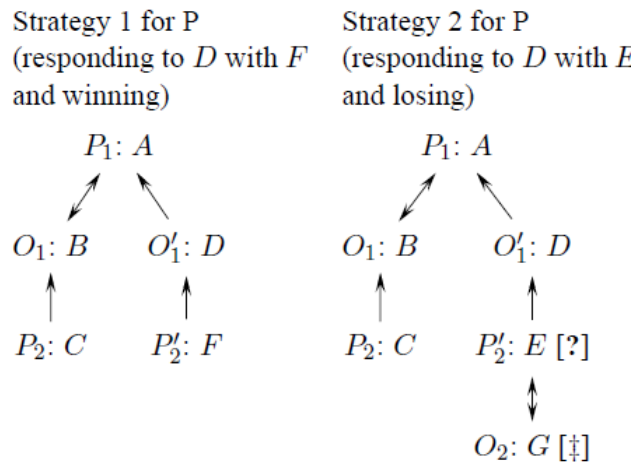 Strategy 1 for P
(responding to D with F
and winning)
P₁: A
O₁: B O′₁: D
P₂: C P′₂: F
Strategy 2 for P
(responding to D with E
and losing)
P₁: A
O₁: B O′₁: D
P₂: C P′₂: E [?]
O₂: G [‡]